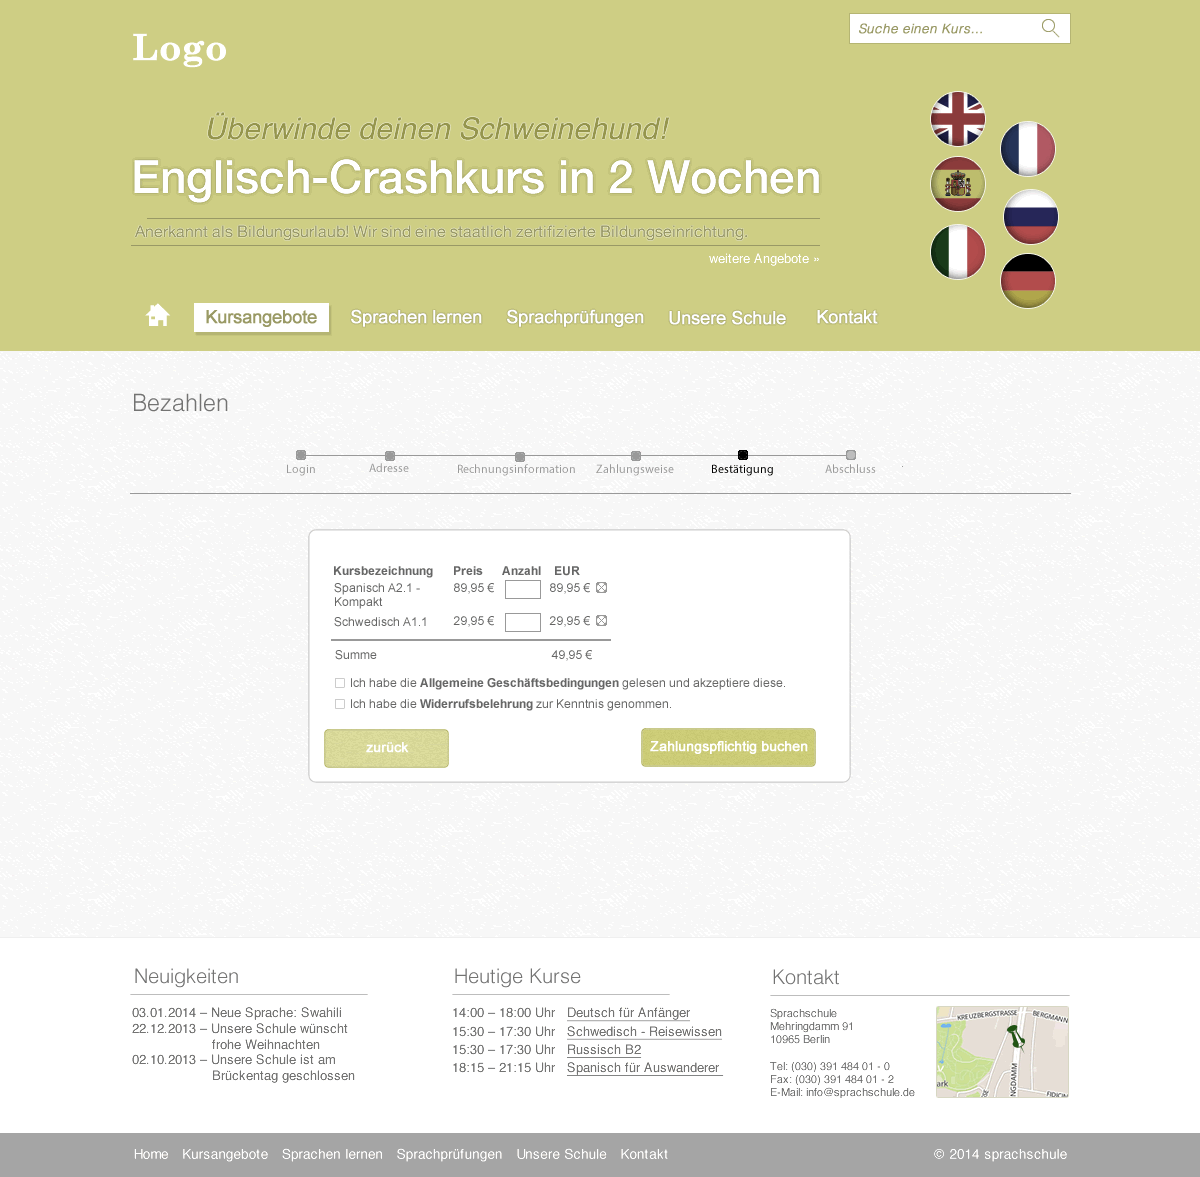 Logo
Suche einen Kurs...
Überwinde deinen Schweinehund!
Englisch-Crashkurs in 2 Wochen
Anerkannt als Bildungsurlaub! Wir sind eine staatlich zertifizierte Bildungseinrichtung.
weitere Angebote »
Kursangebote Sprachen lernen Sprachprüfungen Unsere Schule Kontakt
Bezahlen
Login Adresse Rechnungsinformation Zahlungsweise Bestätigung Abschluss
Kursbezeichnung Preis Anzahl EUR
Spanisch A2.1 - 89,95 € 89,95 €
Kompakt
Schwedisch A1.1 29,95 € 29,95 €
Summe 49,95 €
Ich habe die Allgemeine Geschäftsbedingungen gelesen und akzeptiere diese.
Ich habe die Widerrufsbelehrung zur Kenntnis genommen.
zurück Zahlungspflichtig buchen
Neuigkeiten
03.01.2014 – Neue Sprache: Swahili
22.12.2013 – Unsere Schule wünscht
frohe Weihnachten
02.10.2013 – Unsere Schule ist am
Brückentag geschlossen
Heutige Kurse
14:00 – 18:00 Uhr Deutsch für Anfänger
15:30 – 17:30 Uhr Schwedisch - Reisewissen
15:30 – 17:30 Uhr Russisch B2
18:15 – 21:15 Uhr Spanisch für Auswanderer
Kontakt
Sprachschule
Mehringdamm 91
10965 Berlin
Tel: (030) 391 484 01 - 0
Fax: (030) 391 484 01 - 2
E-Mail: info@sprachschule.de
KREUZBERGSTRASSE
BERGMANN
NGDAMM
ark
FIDICIN
Home Kursangebote Sprachen lernen Sprachprüfungen Unsere Schule Kontakt
© 2014 sprachschule